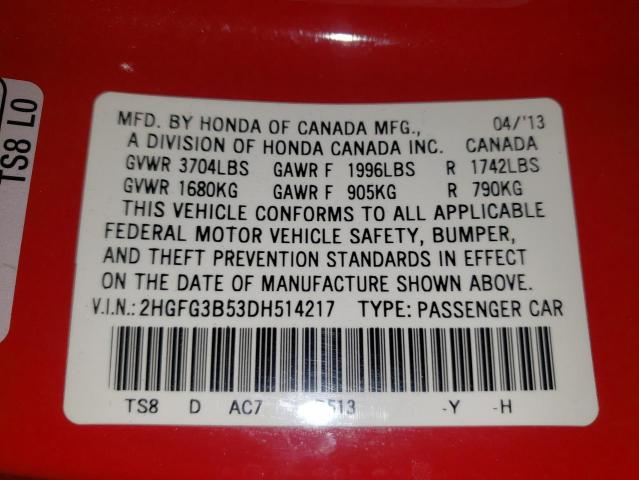 TS8 LO
MFD. BY HONDA OF CANADA MFG., 04/'13
A DIVISION OF HONDA CANADA INC. CANADA
GVWR 3704LBS GAWR F 1996LBS R 1742LBS
GVWR 1680KG GAWR F 905KG R 790KG
THIS VEHICLE CONFORMS TO ALL APPLICABLE
FEDERAL MOTOR VEHICLE SAFETY, BUMPER,
AND THEFT PREVENTION STANDARDS IN EFFECT
ON THE DATE OF MANUFACTURE SHOWN ABOVE.
V.I.N.: 2HGFG3B53DH514217 TYPE: PASSENGER CAR
TS8 D AC7 -Y -H